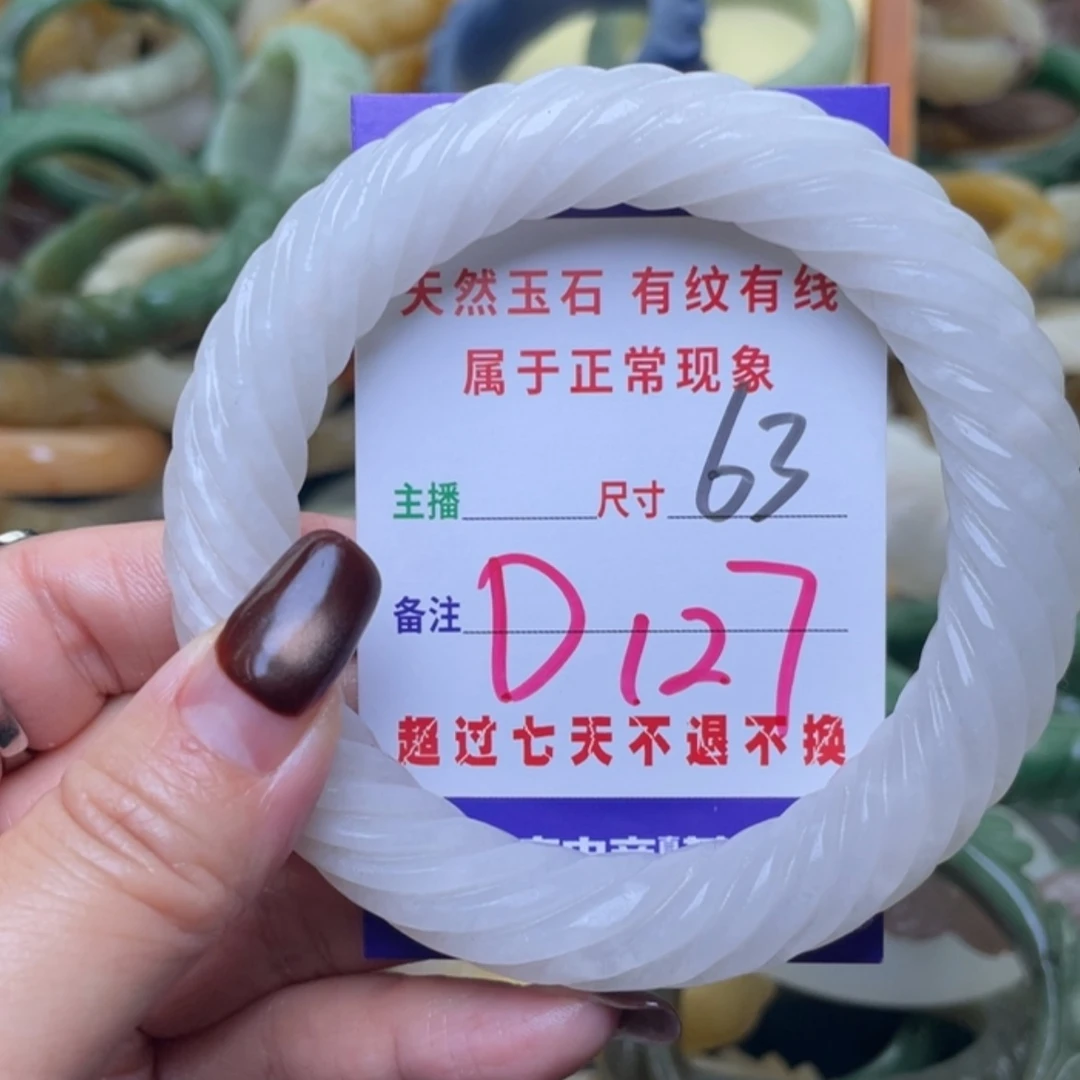 天然玉石 有纹有线
属于正常现象
主播 尺寸 63
备注 D127
超过七天不退不换